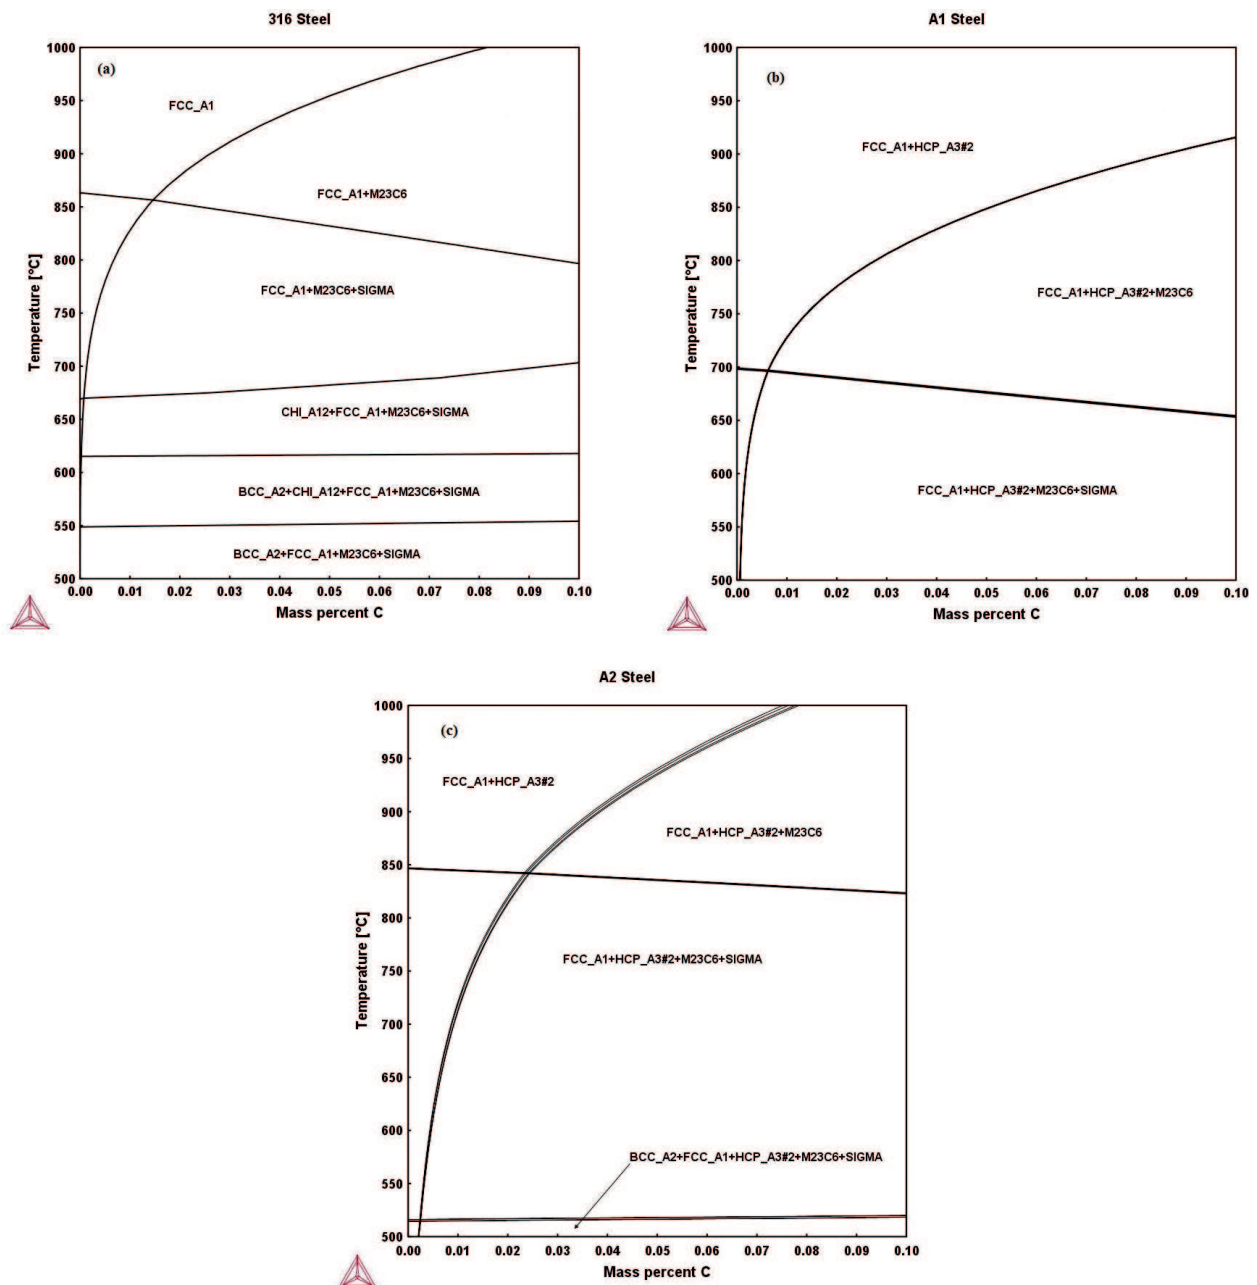 316 Steel
(a)
1000
950
900
850
800
750
700
650
600
550
500
Temperature [°C]
FCC_A1
FCC_A1+M23C6
FCC_A1+M23C6+SIGMA
CHI_A12+FCC_A1+M23C6+SIGMA
BCC_A2+CHI_A12+FCC_A1+M23C6+SIGMA
BCC_A2+FCC_A1+M23C6+SIGMA
0.00 0.01 0.02 0.03 0.04 0.05 0.06 0.07 0.08 0.09 0.10
Mass percent C
A1 Steel
(b)
1000
950
900
850
800
750
700
650
600
550
500
Temperature [°C]
FCC_A1+HCP_A3#2
FCC_A1+HCP_A3#2+M23C6
FCC_A1+HCP_A3#2+M23C6+SIGMA
0.00 0.01 0.02 0.03 0.04 0.05 0.06 0.07 0.08 0.09 0.10
Mass percent C
A2 Steel
(c)
1000
950
900
850
800
750
700
650
600
550
500
Temperature [°C]
FCC_A1+HCP_A3#2
FCC_A1+HCP_A3#2+M23C6
FCC_A1+HCP_A3#2+M23C6+SIGMA
BCC_A2+FCC_A1+HCP_A3#2+M23C6+SIGMA
0.00 0.01 0.02 0.03 0.04 0.05 0.06 0.07 0.08 0.09 0.10
Mass percent C